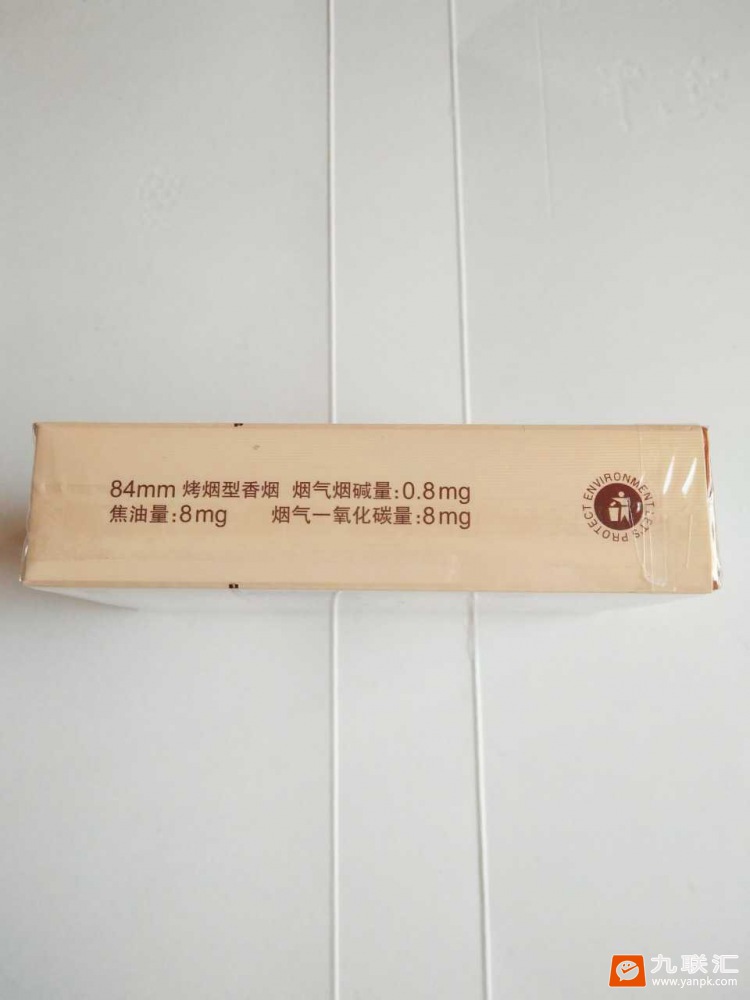 84mm 烤烟型香烟 烟气烟碱量:0.8mg
焦油量:8mg 烟气一氧化碳量:8mg
LET'S PROTECT ENVIRONMENT
九联汇
www.yanpk.com